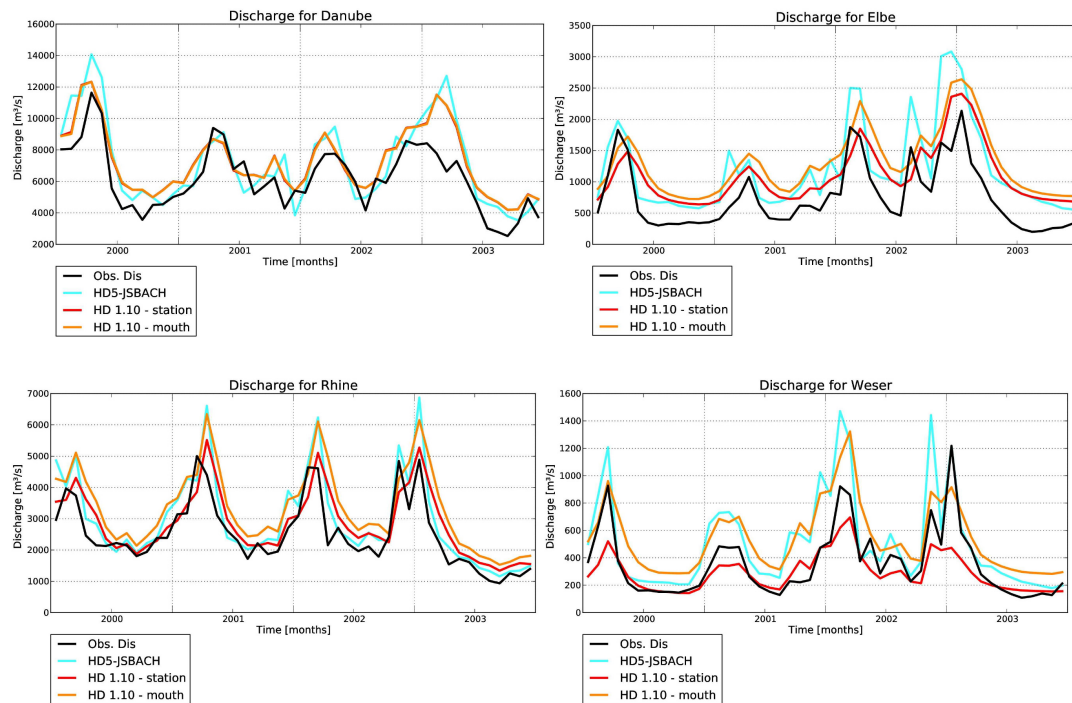 Discharge for Danube
16000
14000
12000
10000
8000
6000
4000
2000
Discharge [m³/s]
2000 2001 2002 2003
Time [months]
Obs. Dis
HD5-JSBACH
HD 1.10 - station
HD 1.10 - mouth
Discharge for Elbe
3500
3000
2500
2000
1500
1000
500
0
Discharge [m³/s]
2000 2001 2002 2003
Time [months]
Obs. Dis
HD5-JSBACH
HD 1.10 - station
HD 1.10 - mouth
Discharge for Rhine
7000
6000
5000
4000
3000
2000
1000
0
Discharge [m³/s]
2000 2001 2002 2003
Time [months]
Obs. Dis
HD5-JSBACH
HD 1.10 - station
HD 1.10 - mouth
Discharge for Weser
1600
1400
1200
1000
800
600
400
200
0
Discharge [m³/s]
2000 2001 2002 2003
Time [months]
Obs. Dis
HD5-JSBACH
HD 1.10 - station
HD 1.10 - mouth